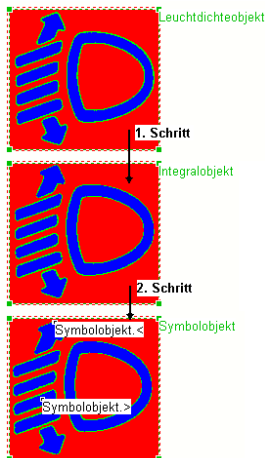 Leuchtdichteobjekt
1. Schritt
Integralobjekt
2. Schritt
Symbolobjekt
Symbolobjekt.<
Symbolobjekt.>